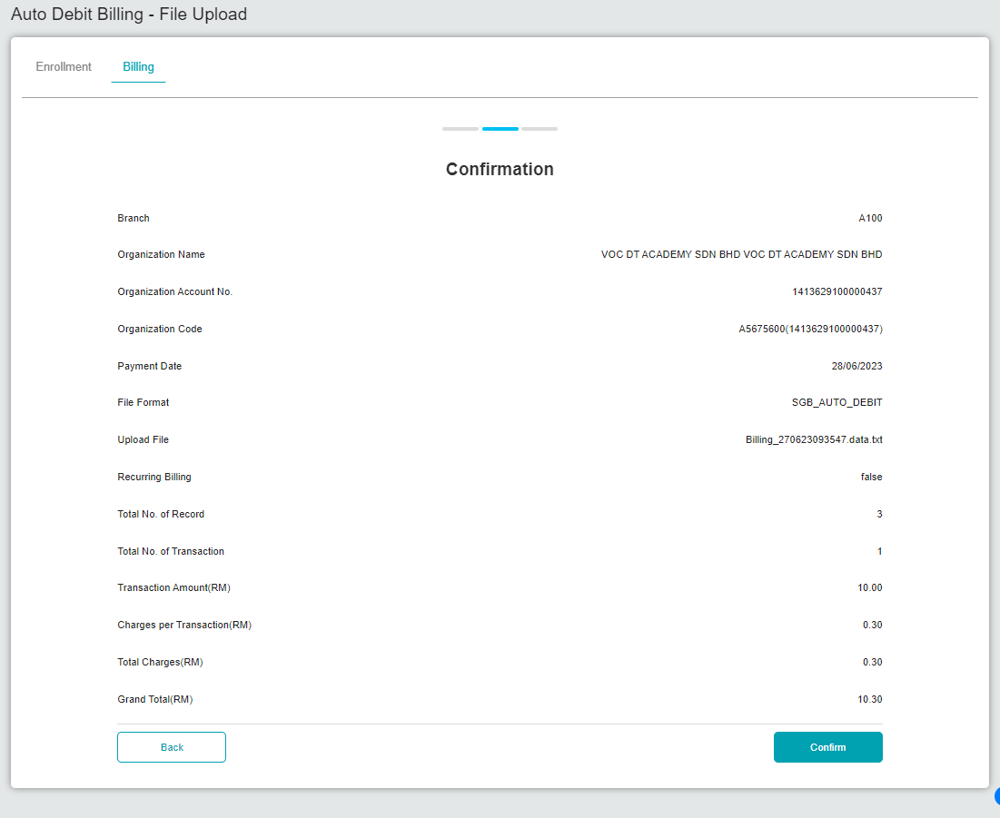 Auto Debit Billing - File Upload
Enrollment Billing
Confirmation
Branch A100
Organization Name VOC DT ACADEMY SDN BHD VOC DT ACADEMY SDN BHD
Organization Account No. 1413629100000437
Organization Code A5675600(1413629100000437)
Payment Date 28/06/2023
File Format SGB_AUTO_DEBIT
Upload File Billing_270623093547.data.txt
Recurring Billing false
Total No. of Record 3
Total No. of Transaction 1
Transaction Amount(RM) 10.00
Charges per Transaction(RM) 0.30
Total Charges(RM) 0.30
Grand Total(RM) 10.30
Back Confirm